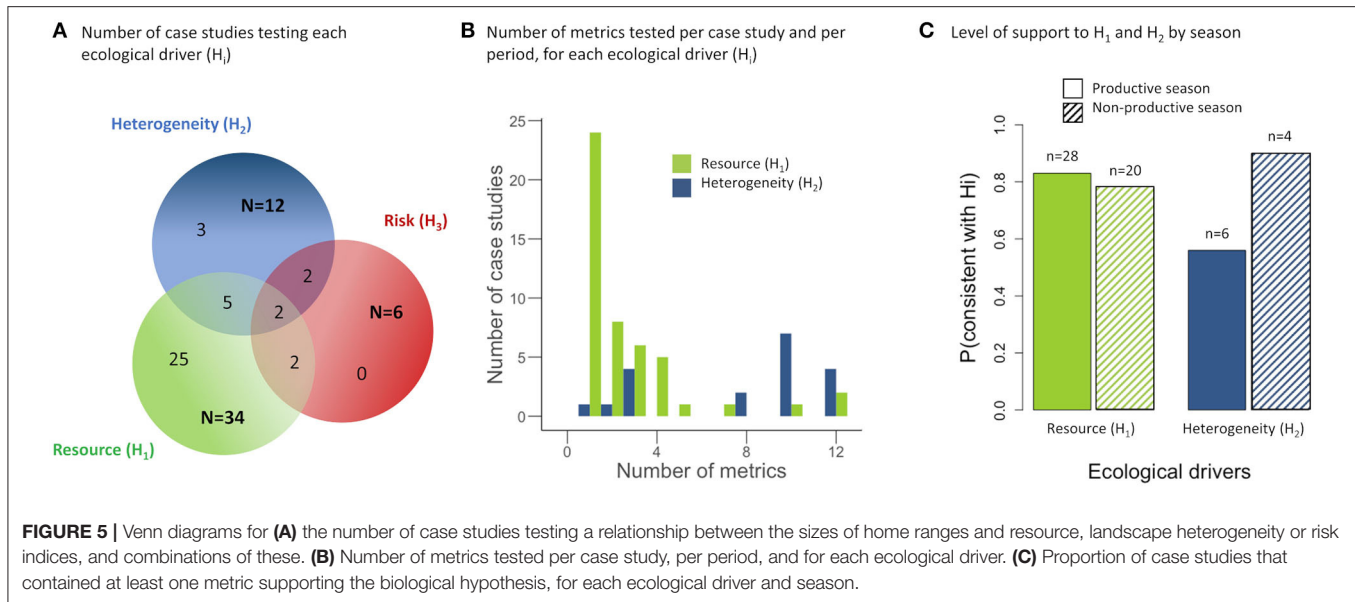 A Number of case studies testing each
ecological driver (Hi)
Heterogeneity (H2)
N=12
3
Risk (H3)
2
5
2
N=6
25
2
0
N=34
Resource (H1)
B Number of metrics tested per case study and per
period, for each ecological driver (Hi)
25
20
15
10
5
0
Number of case studies
Resource (H1)
Heterogeneity (H2)
0 4 8 12
Number of metrics
C Level of support to H1 and H2 by season
Productive season
Non-productive season
1.0
0.8
0.6
0.4
0.2
0.0
P(consistent with Hi)
n=28
n=20
n=6
n=4
Resource (H1) Heterogeneity (H2)
Ecological drivers
FIGURE 5 | Venn diagrams for (A) the number of case studies testing a relationship between the sizes of home ranges and resource, landscape heterogeneity or risk
indices, and combinations of these. (B) Number of metrics tested per case study, per period, and for each ecological driver. (C) Proportion of case studies that
contained at least one metric supporting the biological hypothesis, for each ecological driver and season.